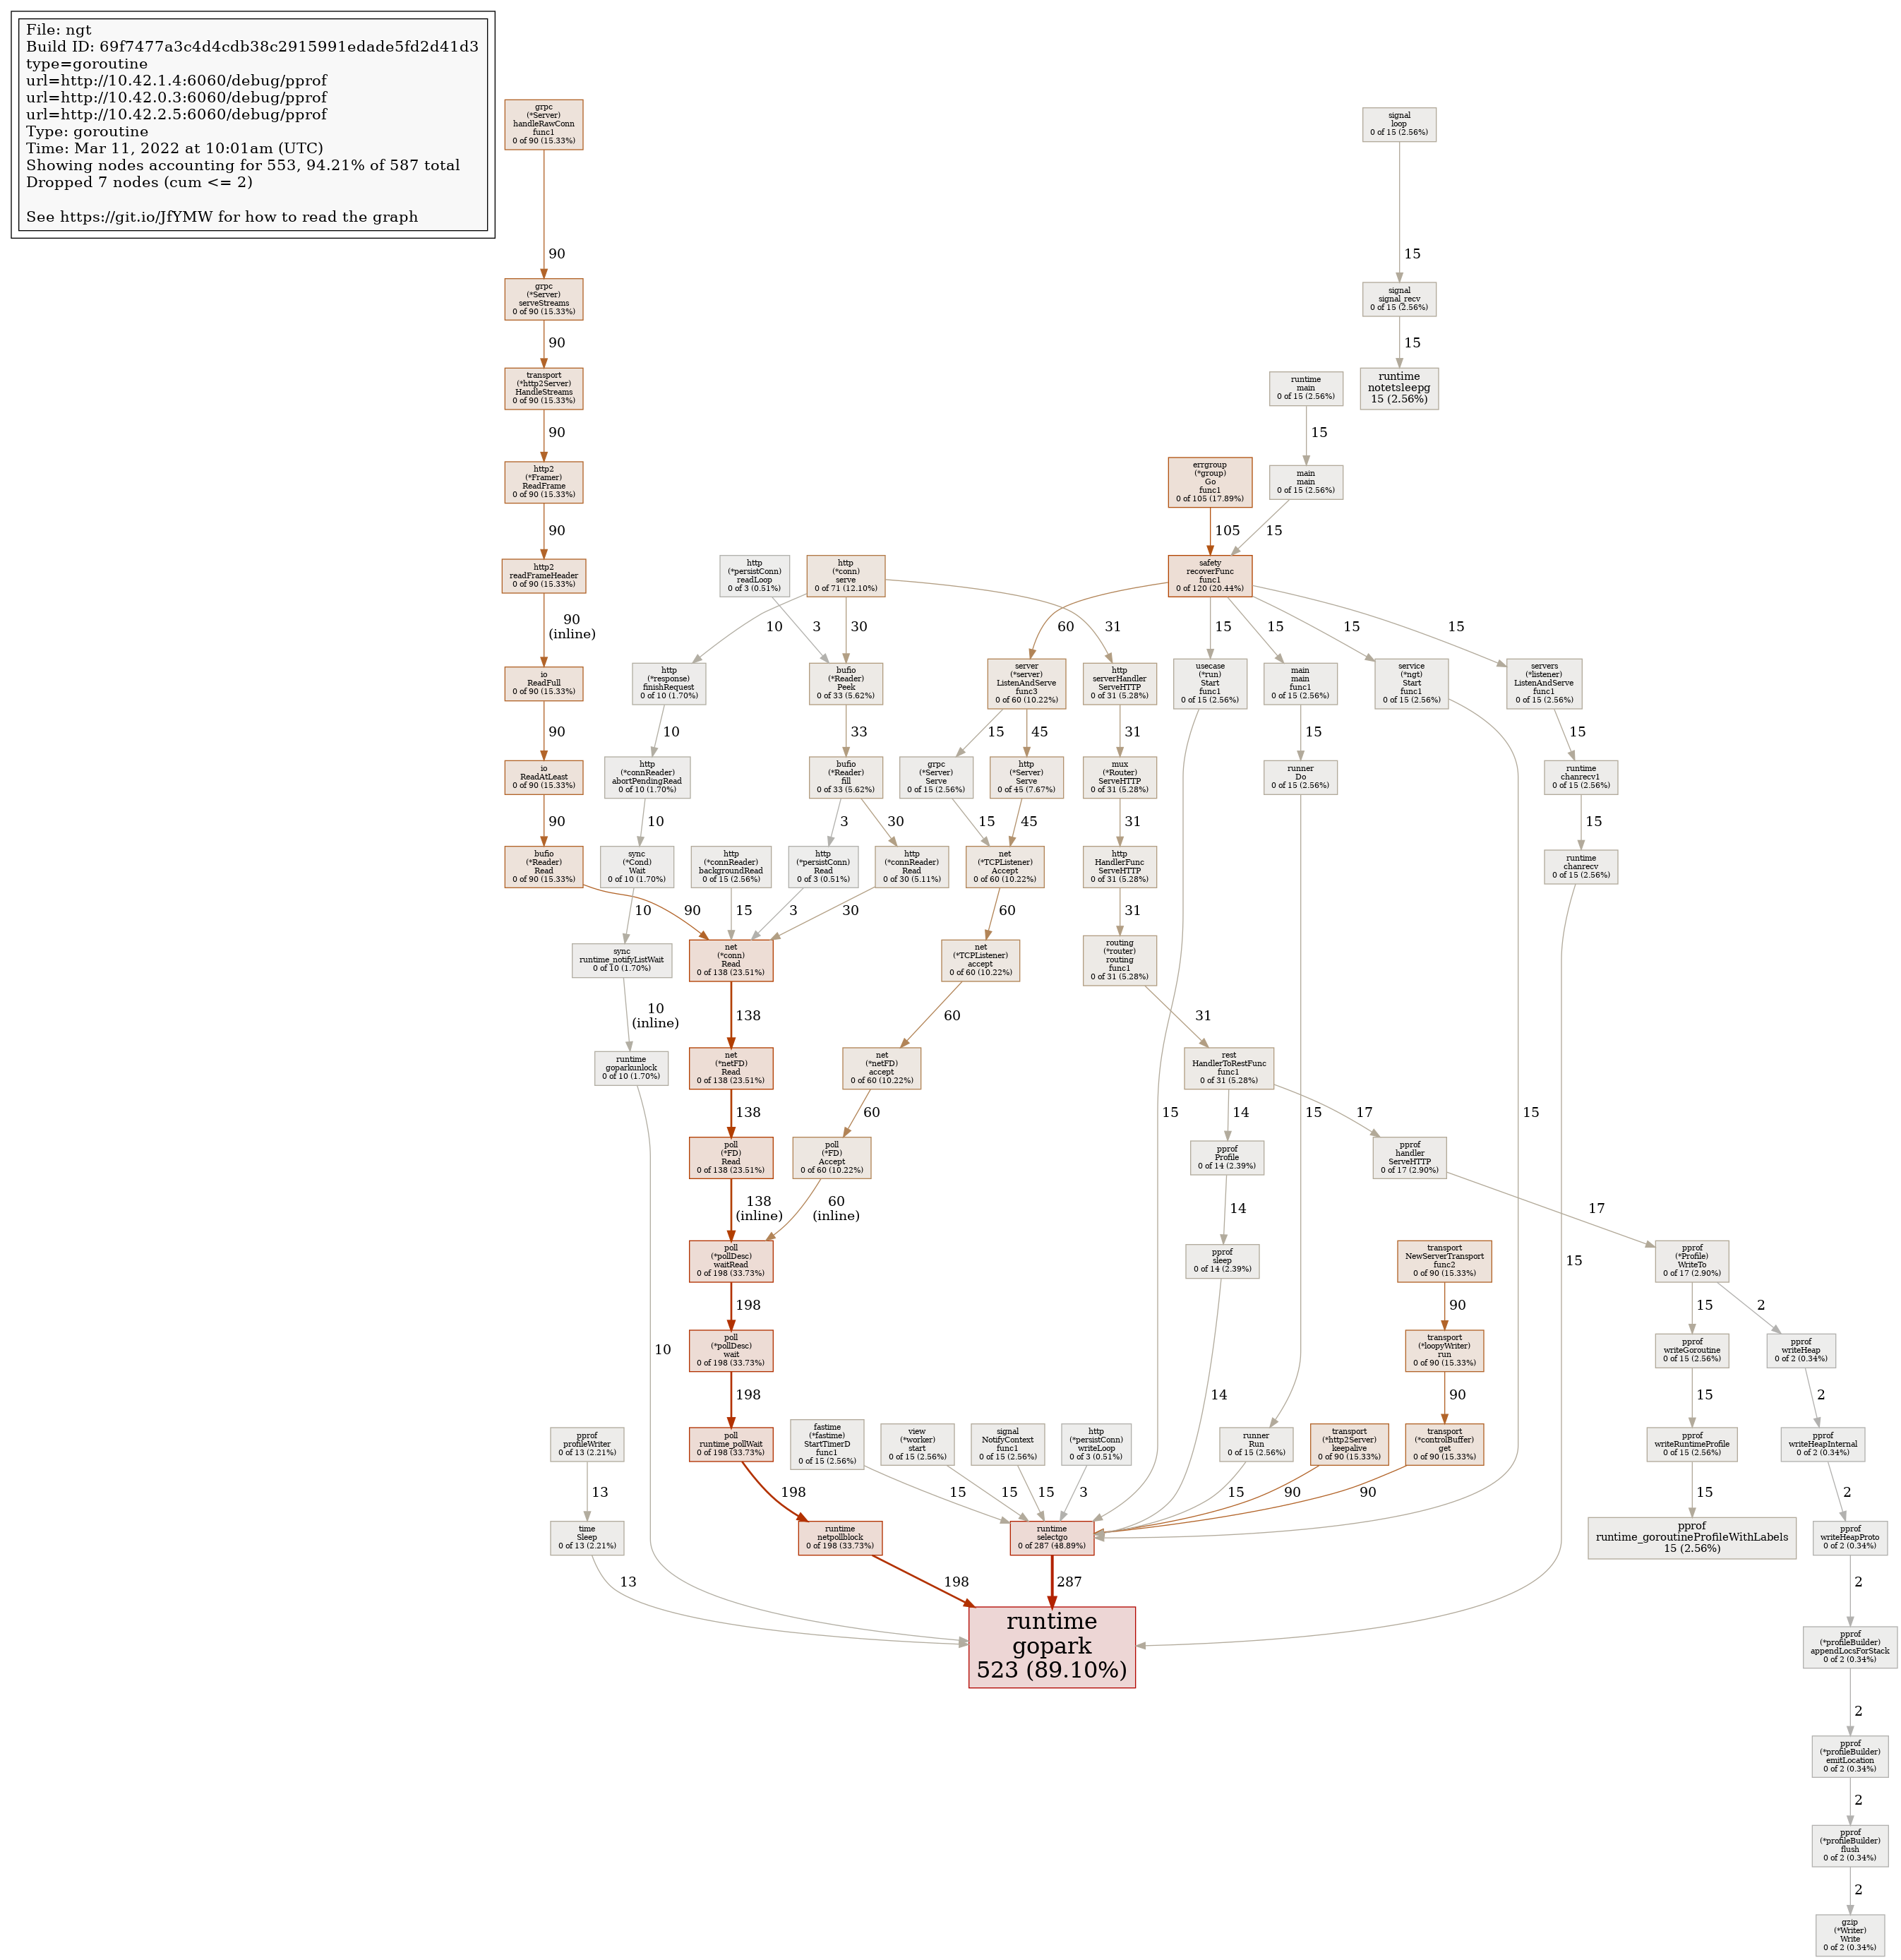 File: ngt
Build ID: 69f7477a3c4d4cdb38c2915991edade5fd2d41d3
type=goroutine
url=http://10.42.1.4:6060/debug/pprof
url=http://10.42.0.3:6060/debug/pprof
url=http://10.42.2.5:6060/debug/pprof
Type: goroutine
Time: Mar 11, 2022 at 10:01am (UTC)
Showing nodes accounting for 553, 94.21% of 587 total
Dropped 7 nodes (cum <= 2)
See https://git.io/JfYMW for how to read the graph
grpc
(*Server)
handleRawConn
func1
0 of 90 (15.33%)
90
grpc
(*Server)
serveStreams
0 of 90 (15.33%)
90
transport
(*http2Server)
HandleStreams
0 of 90 (15.33%)
90
http2
(*Framer)
ReadFrame
0 of 90 (15.33%)
90
http2
readFrameHeader
0 of 90 (15.33%)
90
(inline)
io
ReadFull
0 of 90 (15.33%)
90
io
ReadAtLeast
0 of 90 (15.33%)
90
bufio
(*Reader)
Read
0 of 90 (15.33%)
90
signal
loop
0 of 15 (2.56%)
15
signal
signal_recv
0 of 15 (2.56%)
15
runtime
notetsleepg
15 (2.56%)
runtime
main
0 of 15 (2.56%)
15
main
main
0 of 15 (2.56%)
15
errgroup
(*group)
Go
func1
0 of 105 (17.89%)
105
safety
recoverFunc
func1
0 of 120 (20.44%)
60
15
15
15
15
http
(*persistConn)
readLoop
0 of 3 (0.51%)
3
http
(*conn)
serve
0 of 71 (12.10%)
10
30
31
http
(*response)
finishRequest
0 of 10 (1.70%)
10
http
(*connReader)
abortPendingRead
0 of 10 (1.70%)
10
sync
(*Cond)
Wait
0 of 10 (1.70%)
10
sync
runtime_notifyListWait
0 of 10 (1.70%)
10
(inline)
runtime
goparkunlock
0 of 10 (1.70%)
10
bufio
(*Reader)
Peek
0 of 33 (5.62%)
33
bufio
(*Reader)
fill
0 of 33 (5.62%)
3
30
http
(*connReader)
backgroundRead
0 of 15 (2.56%)
15
http
(*persistConn)
Read
0 of 3 (0.51%)
3
http
(*connReader)
Read
0 of 30 (5.11%)
30
net
(*conn)
Read
0 of 138 (23.51%)
138
net
(*netFD)
Read
0 of 138 (23.51%)
138
poll
(*FD)
Read
0 of 138 (23.51%)
138
(inline)
poll
(*pollDesc)
waitRead
0 of 198 (33.73%)
198
poll
(*pollDesc)
wait
0 of 198 (33.73%)
198
poll
runtime_pollWait
0 of 198 (33.73%)
198
runtime
netpollblock
0 of 198 (33.73%)
198
server
(*server)
ListenAndServe
func3
0 of 60 (10.22%)
15
45
grpc
(*Server)
Serve
0 of 15 (2.56%)
15
http
(*Server)
Serve
0 of 45 (7.67%)
45
net
(*TCPListener)
Accept
0 of 60 (10.22%)
60
net
(*TCPListener)
accept
0 of 60 (10.22%)
60
net
(*netFD)
accept
0 of 60 (10.22%)
60
poll
(*FD)
Accept
0 of 60 (10.22%)
60
(inline)
http
serverHandler
ServeHTTP
0 of 31 (5.28%)
31
mux
(*Router)
ServeHTTP
0 of 31 (5.28%)
31
http
HandlerFunc
ServeHTTP
0 of 31 (5.28%)
31
routing
(*router)
routing
func1
0 of 31 (5.28%)
31
rest
HandlerToRestFunc
func1
0 of 31 (5.28%)
14
17
pprof
Profile
0 of 14 (2.39%)
14
pprof
sleep
0 of 14 (2.39%)
14
usecase
(*run)
Start
func1
0 of 15 (2.56%)
15
main
main
func1
0 of 15 (2.56%)
15
runner
Do
0 of 15 (2.56%)
15
service
(*ngt)
Start
func1
0 of 15 (2.56%)
15
servers
(*listener)
ListenAndServe
func1
0 of 15 (2.56%)
15
runtime
chanrecv1
0 of 15 (2.56%)
15
runtime
chanrecv
0 of 15 (2.56%)
15
pprof
handler
ServeHTTP
0 of 17 (2.90%)
17
pprof
(*Profile)
WriteTo
0 of 17 (2.90%)
15
2
pprof
writeGoroutine
0 of 15 (2.56%)
15
pprof
writeRuntimeProfile
0 of 15 (2.56%)
15
pprof
runtime_goroutineProfileWithLabels
15 (2.56%)
pprof
writeHeap
0 of 2 (0.34%)
2
pprof
writeHeapInternal
0 of 2 (0.34%)
2
pprof
writeHeapProto
0 of 2 (0.34%)
2
pprof
(*profileBuilder)
appendLocsForStack
0 of 2 (0.34%)
2
pprof
(*profileBuilder)
emitLocation
0 of 2 (0.34%)
2
pprof
(*profileBuilder)
flush
0 of 2 (0.34%)
2
gzip
(*Writer)
Write
0 of 2 (0.34%)
transport
NewServerTransport
func2
0 of 90 (15.33%)
90
transport
(*loopyWriter)
run
0 of 90 (15.33%)
90
transport
(*controlBuffer)
get
0 of 90 (15.33%)
90
pprof
profileWriter
0 of 13 (2.21%)
13
time
Sleep
0 of 13 (2.21%)
13
fastime
(*fastime)
StartTimerD
func1
0 of 15 (2.56%)
15
view
(*worker)
start
0 of 15 (2.56%)
15
signal
NotifyContext
func1
0 of 15 (2.56%)
15
http
(*persistConn)
writeLoop
0 of 3 (0.51%)
3
runner
Run
0 of 15 (2.56%)
15
transport
(*http2Server)
keepalive
0 of 90 (15.33%)
90
runtime
selectgo
0 of 287 (48.89%)
287
runtime
gopark
523 (89.10%)